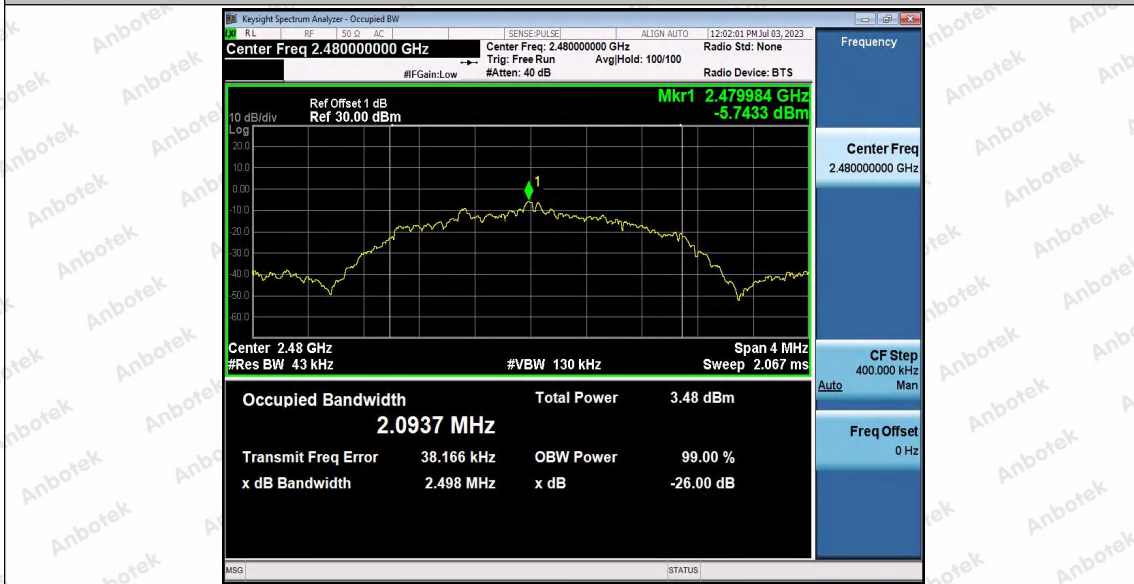 Keysight Spectrum Analyzer - Occupied BW
LXI RL RF 50 Ω AC SENSE:PULSE ALIGN AUTO 12:02:01 PM Jul 03, 2023
Center Freq 2.480000000 GHz
Center Freq: 2.480000000 GHz Radio Std: None
Trig: Free Run Avg|Hold: 100/100
#IFGain:Low #Atten: 40 dB Radio Device: BTS
Mkr1 2.479984 GHz
Ref Offset 1 dB
10 dB/div Ref 30.00 dBm -5.7433 dBm
Log
20.0
10.0
0.00
-10.0
-20.0
-30.0
-40.0
-50.0
-60.0
1
Center 2.48 GHz Span 4 MHz
#Res BW 43 kHz #VBW 130 kHz Sweep 2.067 ms
Occupied Bandwidth Total Power 3.48 dBm
2.0937 MHz
Transmit Freq Error 38.166 kHz OBW Power 99.00 %
x dB Bandwidth 2.498 MHz x dB -26.00 dB
MSG STATUS
Frequency
Center Freq
2.480000000 GHz
CF Step
400.000 kHz
Auto Man
Freq Offset
0 Hz
Anbotek